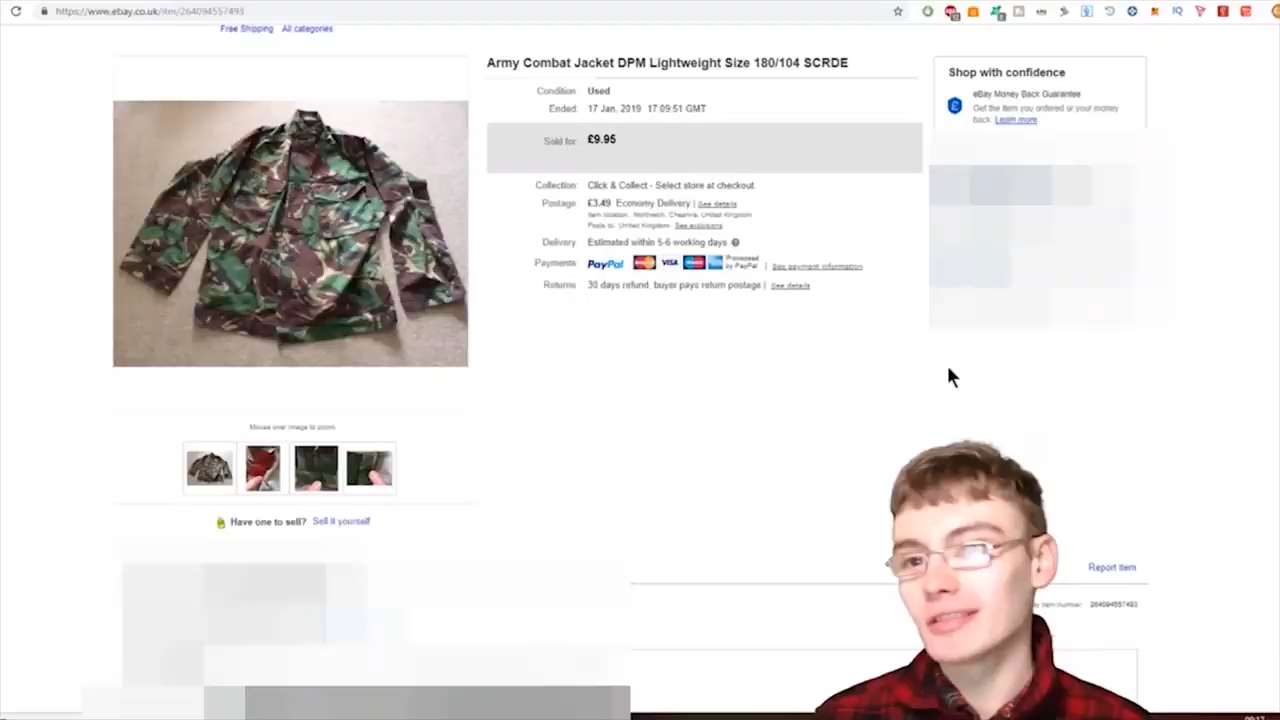 https://www.ebay.co.uk/itm/264094557493
Free Shipping All categories
Army Combat Jacket DPM Lightweight Size 180/104 SCRDE
Condition Used
Ended: 17 Jan, 2019 17:09:51 GMT
Sold for: £9.95
Collection: Click & Collect - Select store at checkout
Postage: £3.49 Economy Delivery | See details
Item location: Northwich, Cheshire, United Kingdom
Posts to: United Kingdom See exclusions
Delivery: Estimated within 5-6 working days
Payments: PayPal VISA Processed by PayPal | See payment information
Returns: 30 days refund, buyer pays return postage | See details
Shop with confidence
eBay Money Back Guarantee
Get the item you ordered or your money
back. Learn more
Mouse over image to zoom
Have one to sell? Sell it yourself
Report item
item number: 264094557493